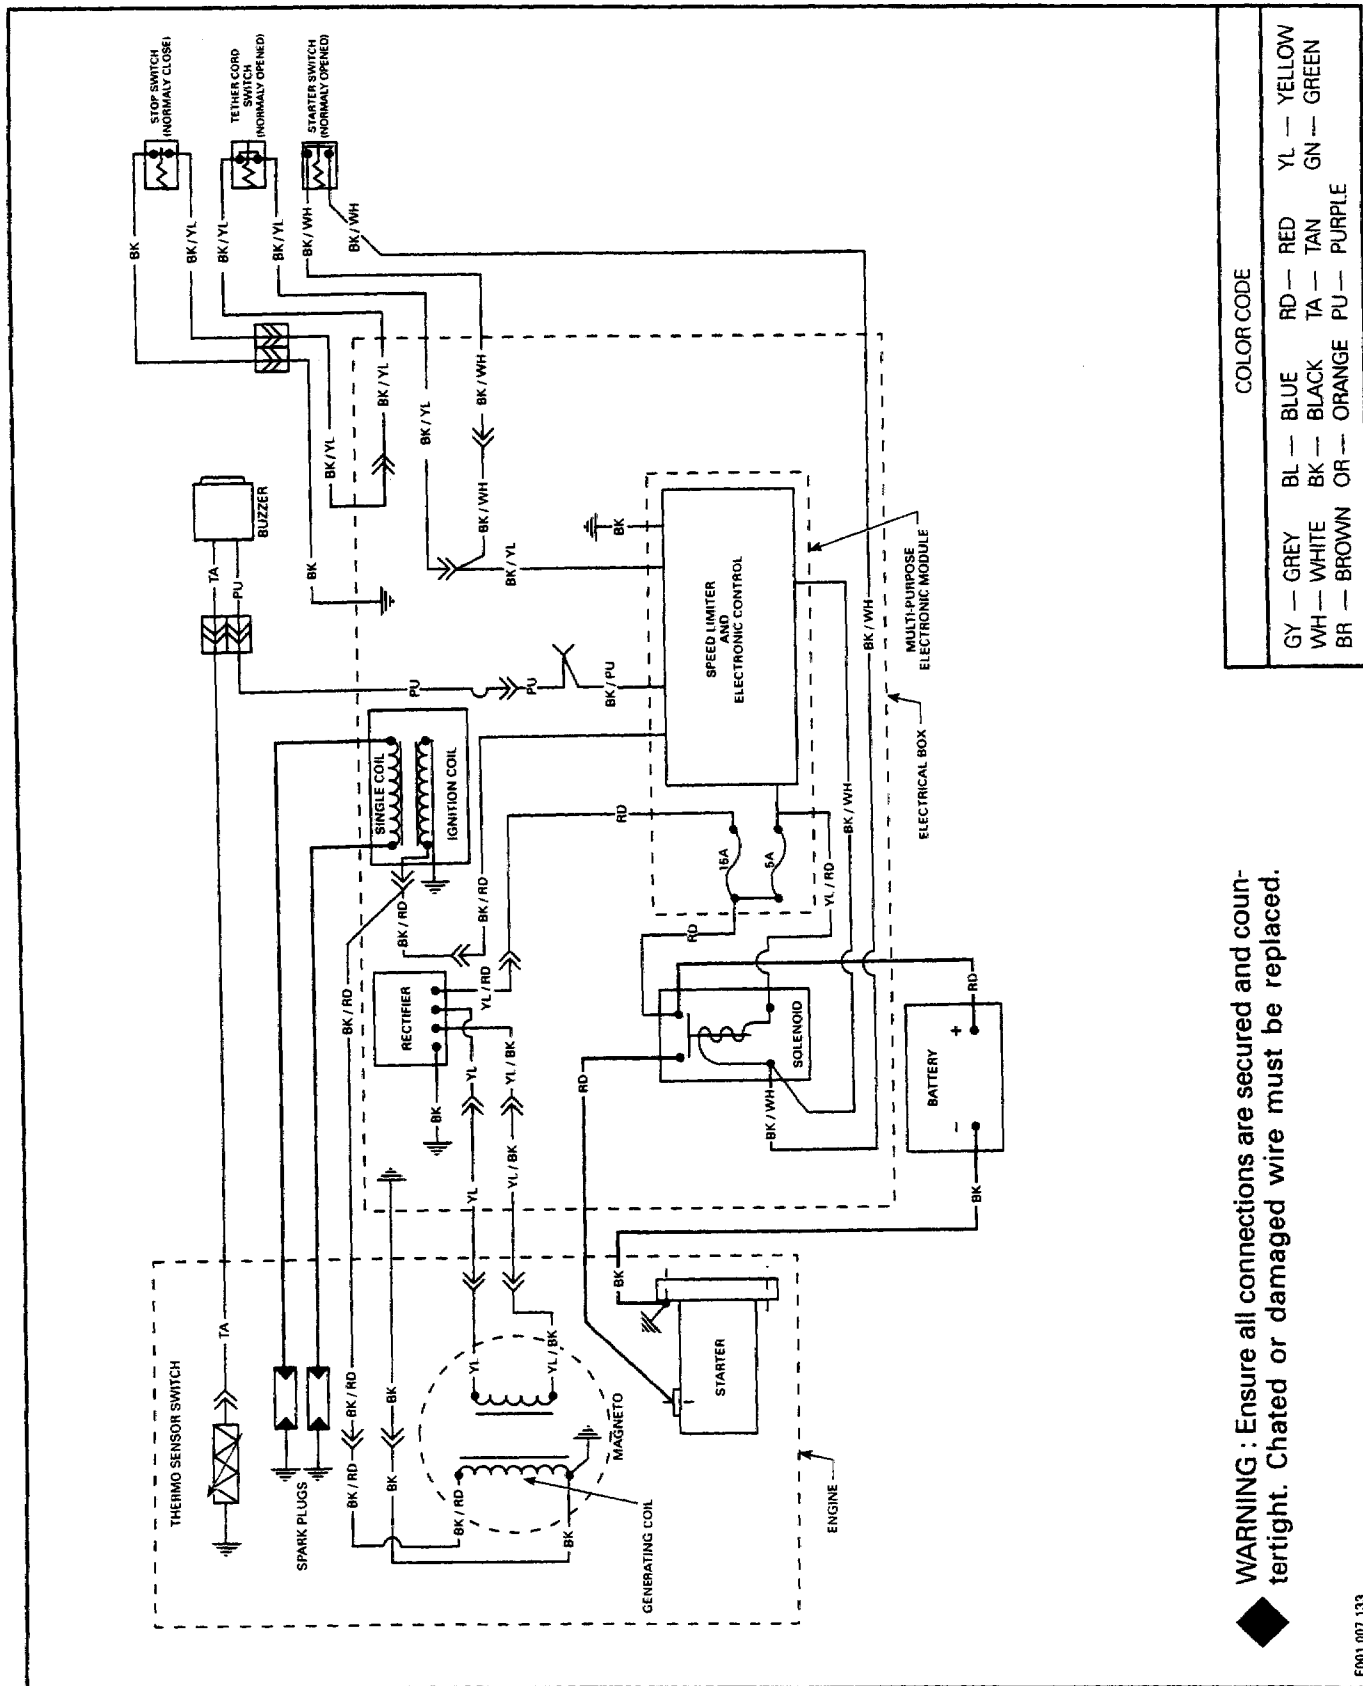 STOP SWITCH
(NORMALY CLOSE)
TETHER CORD
SWITCH
(NORMALY OPENED)
STARTER SWITCH
(NORMALY OPENED)
BK
BK/YL
BK/YL
BK/YL
BK/WH
BK/WH
BUZZER
TA
PU
BK
BK/YL
BK/YL
BK/YL
BK/WH
BK/WH
BK/YL
BK
PU
PU
BK/PU
SPEED LIMITER
AND
ELECTRONIC CONTROL
MULTI-PURPOSE
ELECTRONIC MODULE
ELECTRICAL BOX
BK/WH
BK/WH
SINGLE COIL
IGNITION COIL
BK/RD
BK/RD
BK/RD
RD
15A
5A
YL/RD
RD
RECTIFIER
YL/RD
YL
YL/BK
BK
YL
YL/BK
SOLENOID
RD
BK/WH
BATTERY
+
–
RD
BK
BK
STARTER
THERMO SENSOR SWITCH
TA
SPARK PLUGS
BK/RD
BK/RD
BK
BK
YL
YL/BK
MAGNETO
BK/RD
BK
GENERATING COIL
ENGINE
COLOR CODE
GY — GREY BL — BLUE RD — RED YL — YELLOW
WH — WHITE BK — BLACK TA — TAN GN — GREEN
BR — BROWN OR — ORANGE PU — PURPLE
WARNING : Ensure all connections are secured and coun-
tertight. Chated or damaged wire must be replaced.
F001 007 133